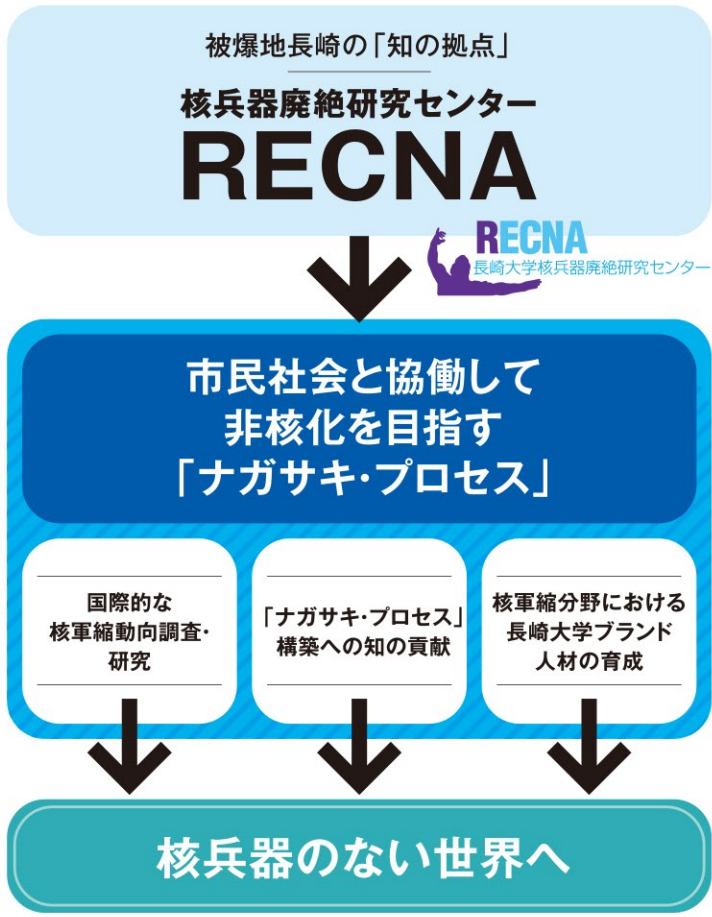 被爆地長崎の「知の拠点」
核兵器廃絶研究センター
RECNA
RECNA
長崎大学核兵器廃絶研究センター
市民社会と協働して
非核化を目指す
「ナガサキ・プロセス」
国際的な
核軍縮動向調査・
研究
「ナガサキ・プロセス」
構築への知の貢献
核軍縮分野における
長崎大学ブランド
人材の育成
核兵器のない世界へ